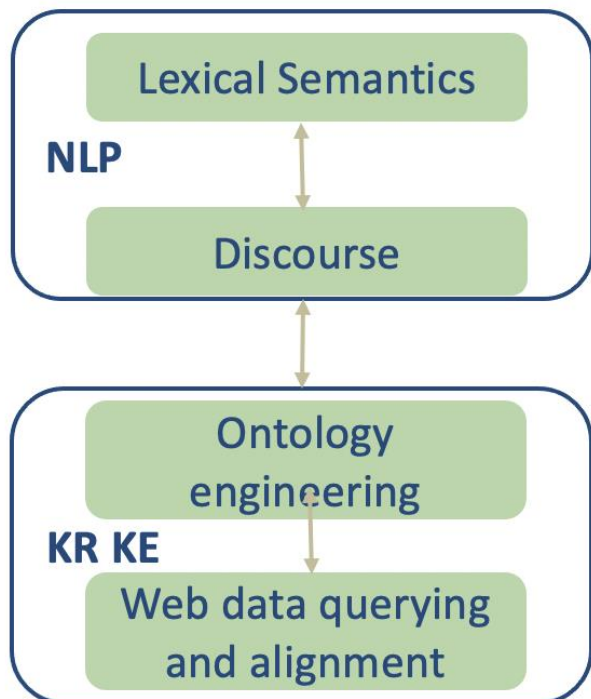 Lexical Semantics
NLP
Discourse
Ontology
engineering
KR KE
Web data querying
and alignment